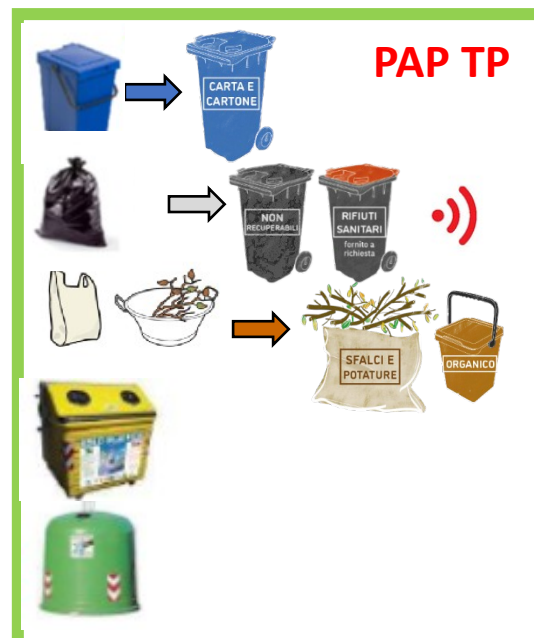 PAP TP
CARTA E
CARTONE
NON
RECUPERABILI
RIFIUTI
SANITARI
fornito a
richiesta
SFALCI E
POTATURE
ORGANICO